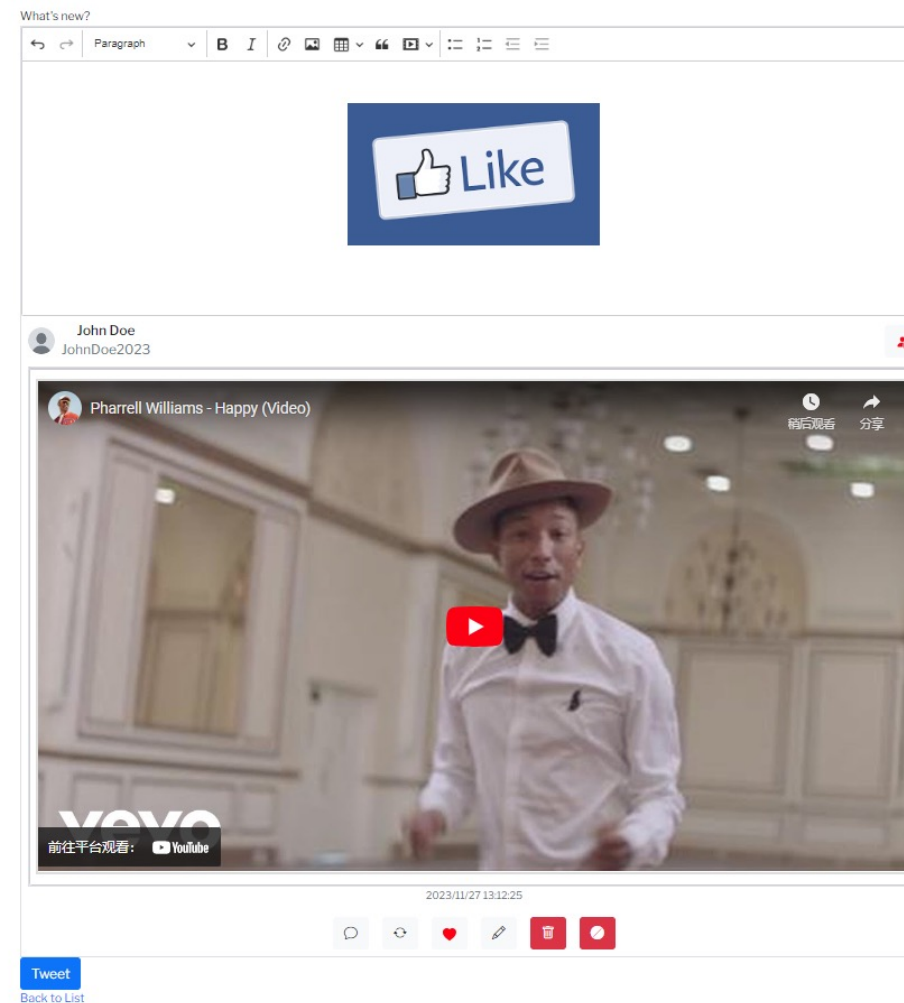 What's new?
Paragraph
Like
John Doe
JohnDoe2023
Pharrell Williams - Happy (Video)
稍后观看
分享
vevo
前往平台观看： YouTube
2023/11/27 13:12:25
Tweet
Back to List